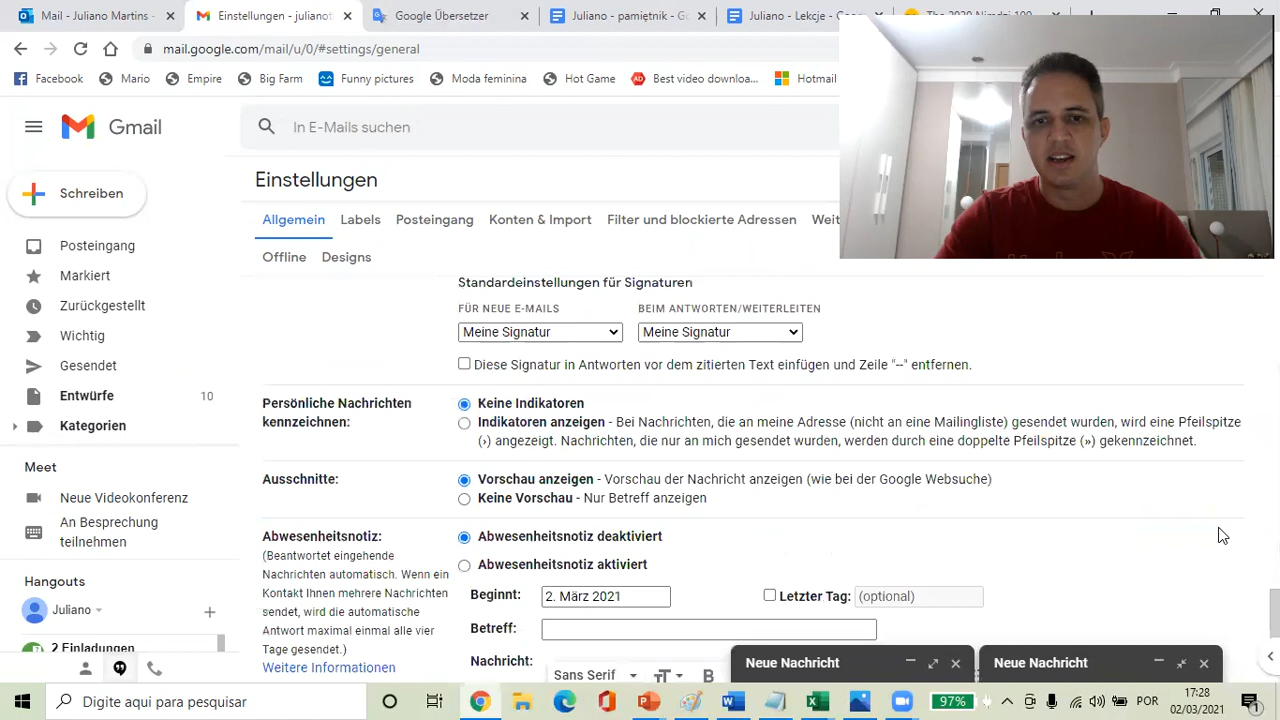 Juliano Martins
Einstellungen - julianot
Google Übersetze
Juliano - pamiętnik - Go
Juliano - Lekcje
mail.google.com/mail/u/0/#settings/general
Facebook
Mario
Empire
Big Farm
Funny pictures
Moda feminina
Hot Game
Best video downloa...
Hotmail
Gmail
In E-Mails suchen
Einstellungen
Schreiben
Allgemein
Labels
Posteingang
Konten & Import
Filter und blockierte Adressen
Weit
Offline
Designs
Posteingang
Markiert
Zurückgestellt
Wichtig
Gesendet
Entwürfe 10
Kategorien
Meet
Neue Videokonferenz
An Besprechung
teilnehmen
Hangouts
Juliano
2 Einladungen
Standardeinstellungen für Signaturen
FÜR NEUE E-MAILS
BEIM ANTWORTEN/WEITERLEITEN
Meine Signatur
Meine Signatur
Diese Signatur in Antworten vor dem zitierten Text einfügen und Zeile "--" entfernen.
Persönliche Nachrichten
kennzeichnen:
Keine Indikatoren
Indikatoren anzeigen - Bei Nachrichten, die an meine Adresse (nicht an eine Mailingliste) gesendet wurden, wird eine Pfeilspitze
(›) angezeigt. Nachrichten, die nur an mich gesendet wurden, werden durch eine doppelte Pfeilspitze (») gekennzeichnet.
Ausschnitte:
Vorschau anzeigen - Vorschau der Nachricht anzeigen (wie bei der Google Websuche)
Keine Vorschau - Nur Betreff anzeigen
Abwesenheitsnotiz:
(Beantwortet eingehende
Nachrichten automatisch. Wenn ein
Kontakt Ihnen mehrere Nachrichten
sendet, wird die automatische
Antwort maximal einmal alle vier
Tage gesendet.)
Weitere Informationen
Abwesenheitsnotiz deaktiviert
Abwesenheitsnotiz aktiviert
Beginnt: 2. März 2021
Letzter Tag: (optional)
Betreff:
Nachricht:
Sans Serif
B
Neue Nachricht
Neue Nachricht
Digite aqui para pesquisar
97%
POR
17:28
02/03/2021